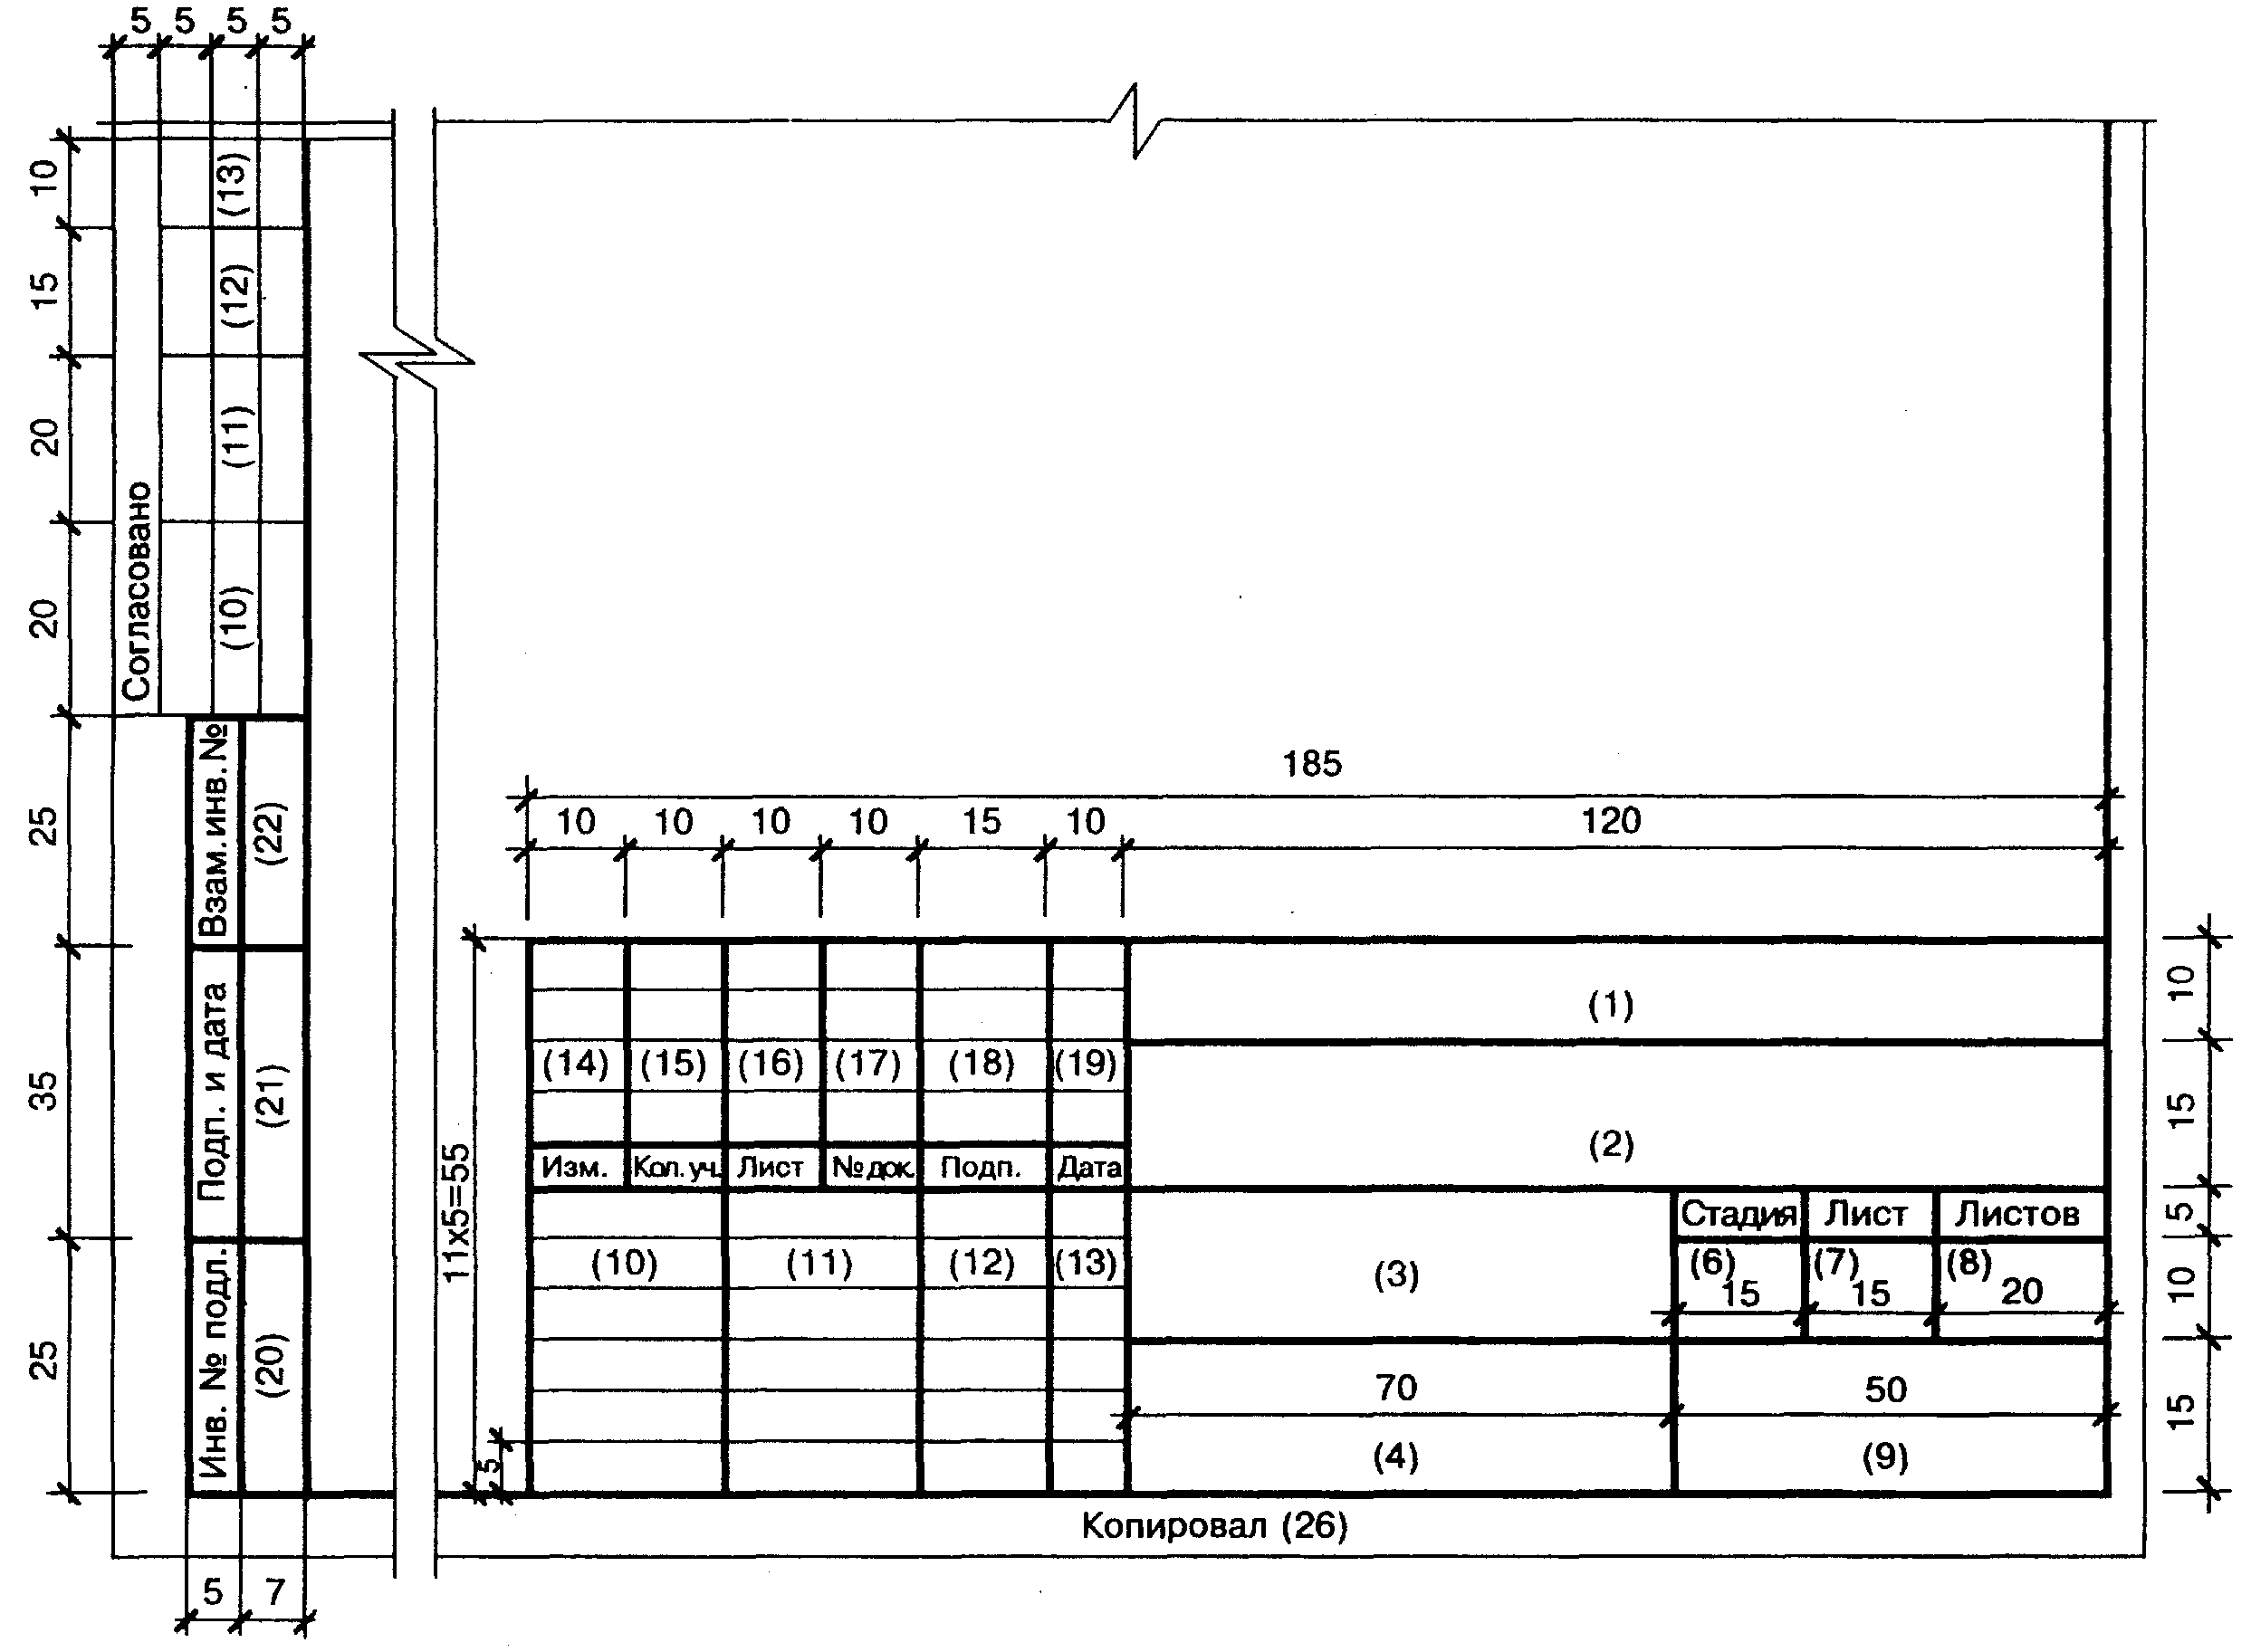 5 5 5 5
10
(13)
15
(12)
20
(11)
20
Согласовано
(10)
25
Взам.инв.№
(22)
35
Подп. и дата
(21)
25
Инв. № подл.
(20)
5 7
185
10 10 10 10 15 10 120
11x5=55
5
(14) (15) (16) (17) (18) (19)
Изм. Кол.уч. Лист №док. Подп. Дата
(10) (11) (12) (13)
(1)
(2)
(3)
Стадия Лист Листов
(6) (7) (8)
15 15 20
70 50
(4) (9)
10
15
5
10
15
Копировал (26)